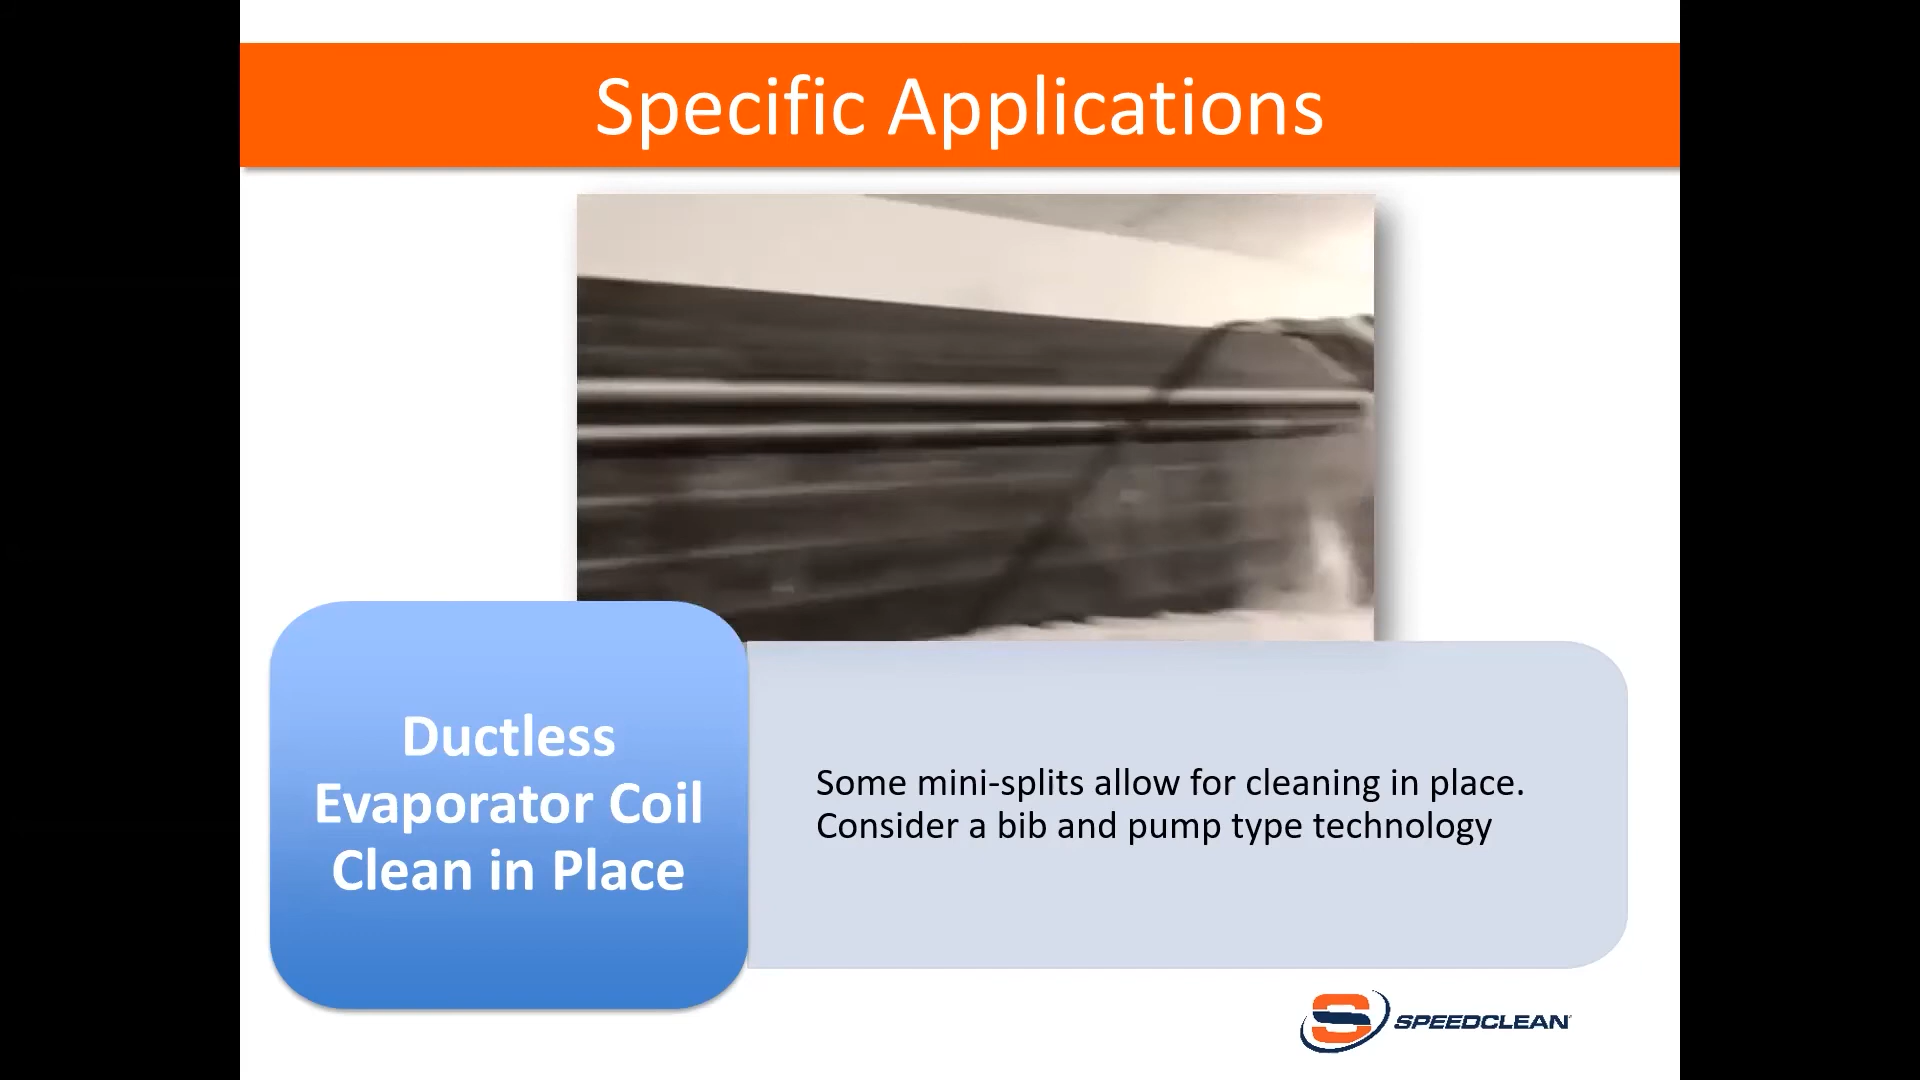 Specific Applications
Ductless
Evaporator Coil
Clean in Place
Some mini-splits allow for cleaning in place.
Consider a bib and pump type technology
SPEEDCLEAN